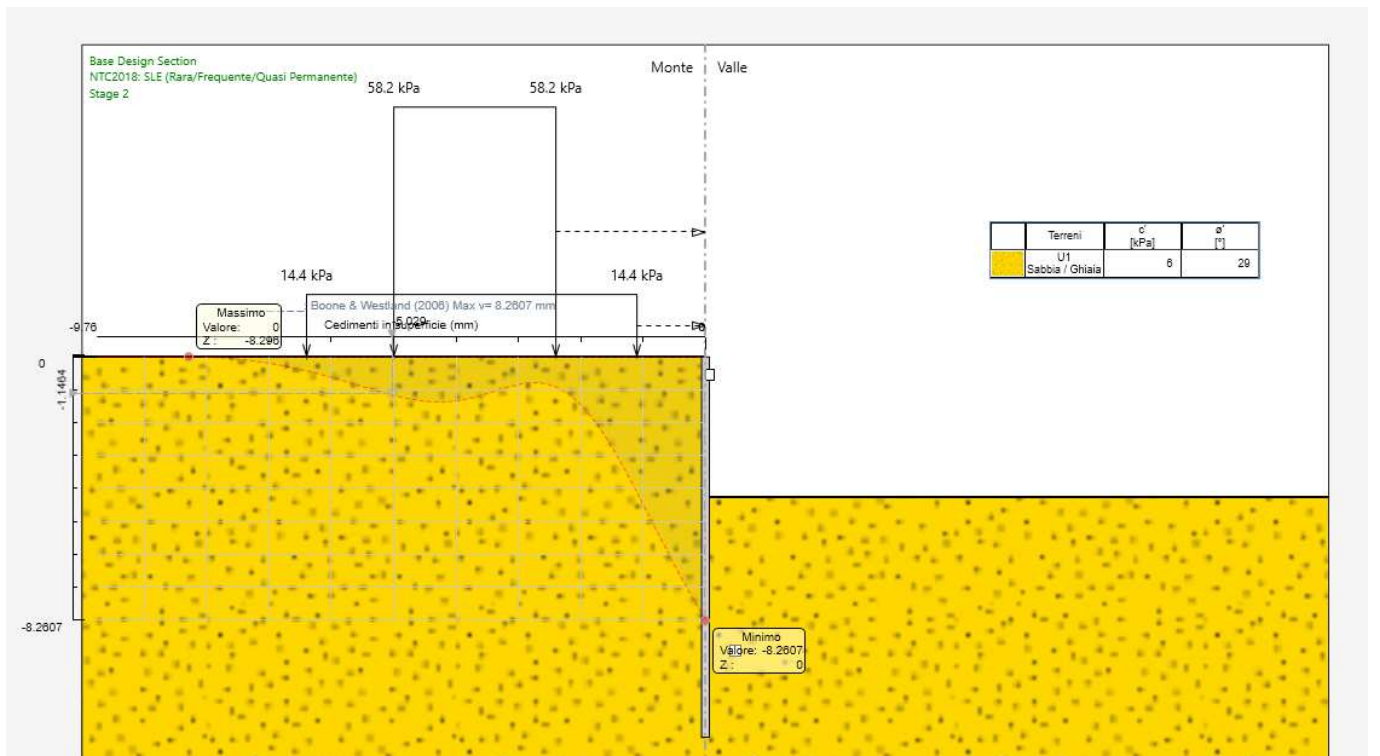 Base Design Section
NTC2018: SLE (Rara/Frequente/Quasi Permanente)
Stage 2
Monte
Valle
58.2 kPa
58.2 kPa
Terreni
c'
[kPa]
ø'
[°]
U1
Sabbia / Ghiaia
6
29
14.4 kPa
14.4 kPa
Boone & Westland (2006) Max v= 8.2607 mm
Massimo
Valore: 0
Z : -8.296
-9.76
Cedimenti in superficie (mm)
-5.029
0
0
-1.1464
-8.2607
Minimo
Valore: -8.2607
Z : 0